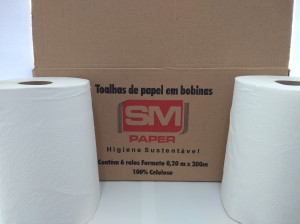 Toalhas de papel em bobinas
SM
PAPER
Higiene Sustentável
Contém 6 rolos Formato 0,20 m x 200m
100% Celulose